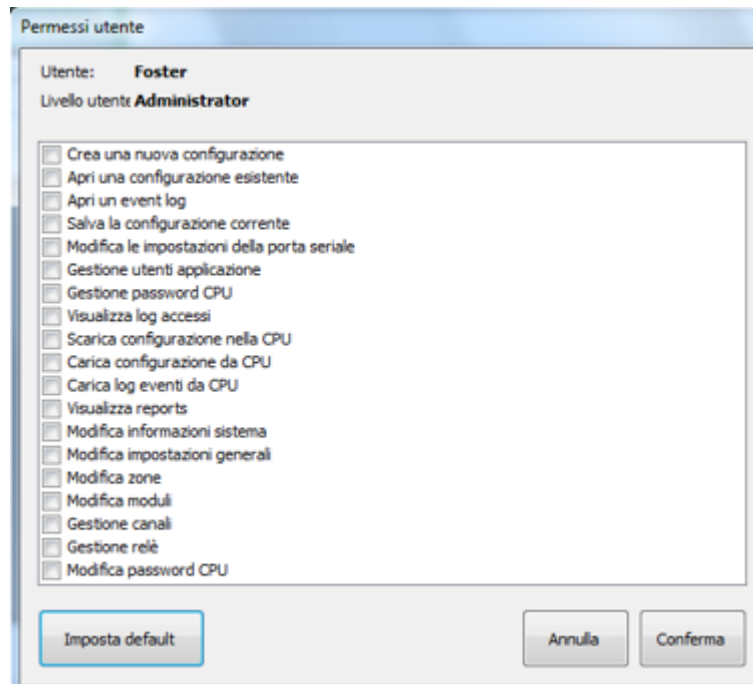 Permessi utente
Utente: Foster
Livello utente Administrator
Crea una nuova configurazione
Apri una configurazione esistente
Apri un event log
Salva la configurazione corrente
Modifica le impostazioni della porta seriale
Gestione utenti applicazione
Gestione password CPU
Visualizza log accessi
Scarica configurazione nella CPU
Carica configurazione da CPU
Carica log eventi da CPU
Visualizza reports
Modifica informazioni sistema
Modifica impostazioni generali
Modifica zone
Modifica moduli
Gestione canali
Gestione relè
Modifica password CPU
Imposta default Annulla Conferma